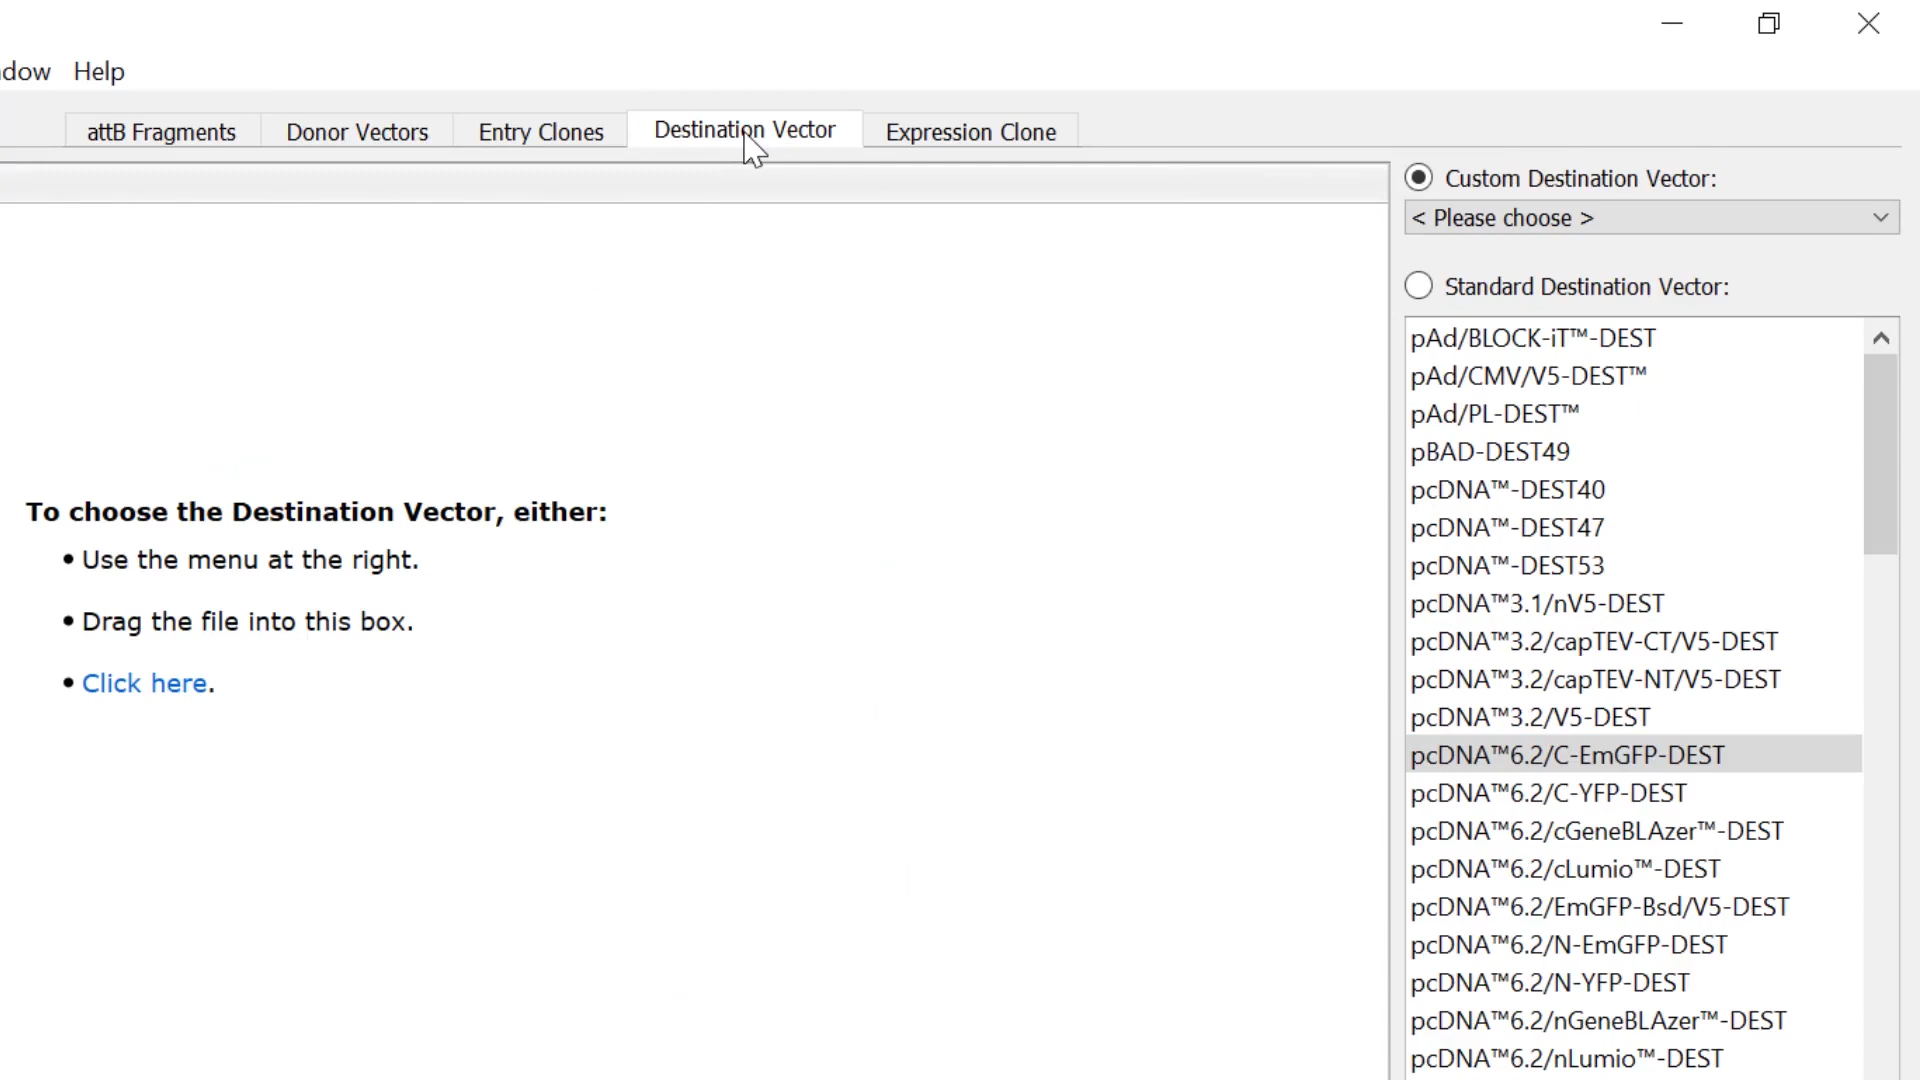 dow Help
attB Fragments Donor Vectors Entry Clones Destination Vector Expression Clone
Custom Destination Vector:
< Please choose >
Standard Destination Vector:
pAd/BLOCK-iT™-DEST
pAd/CMV/V5-DEST™
pAd/PL-DEST™
pBAD-DEST49
pcDNA™-DEST40
pcDNA™-DEST47
pcDNA™-DEST53
pcDNA™3.1/nV5-DEST
pcDNA™3.2/capTEV-CT/V5-DEST
pcDNA™3.2/capTEV-NT/V5-DEST
pcDNA™3.2/V5-DEST
pcDNA™6.2/C-EmGFP-DEST
pcDNA™6.2/C-YFP-DEST
pcDNA™6.2/cGeneBLAzer™-DEST
pcDNA™6.2/cLumio™-DEST
pcDNA™6.2/EmGFP-Bsd/V5-DEST
pcDNA™6.2/N-EmGFP-DEST
pcDNA™6.2/N-YFP-DEST
pcDNA™6.2/nGeneBLAzer™-DEST
pcDNA™6.2/nLumio™-DEST
To choose the Destination Vector, either:
• Use the menu at the right.
• Drag the file into this box.
• Click here.